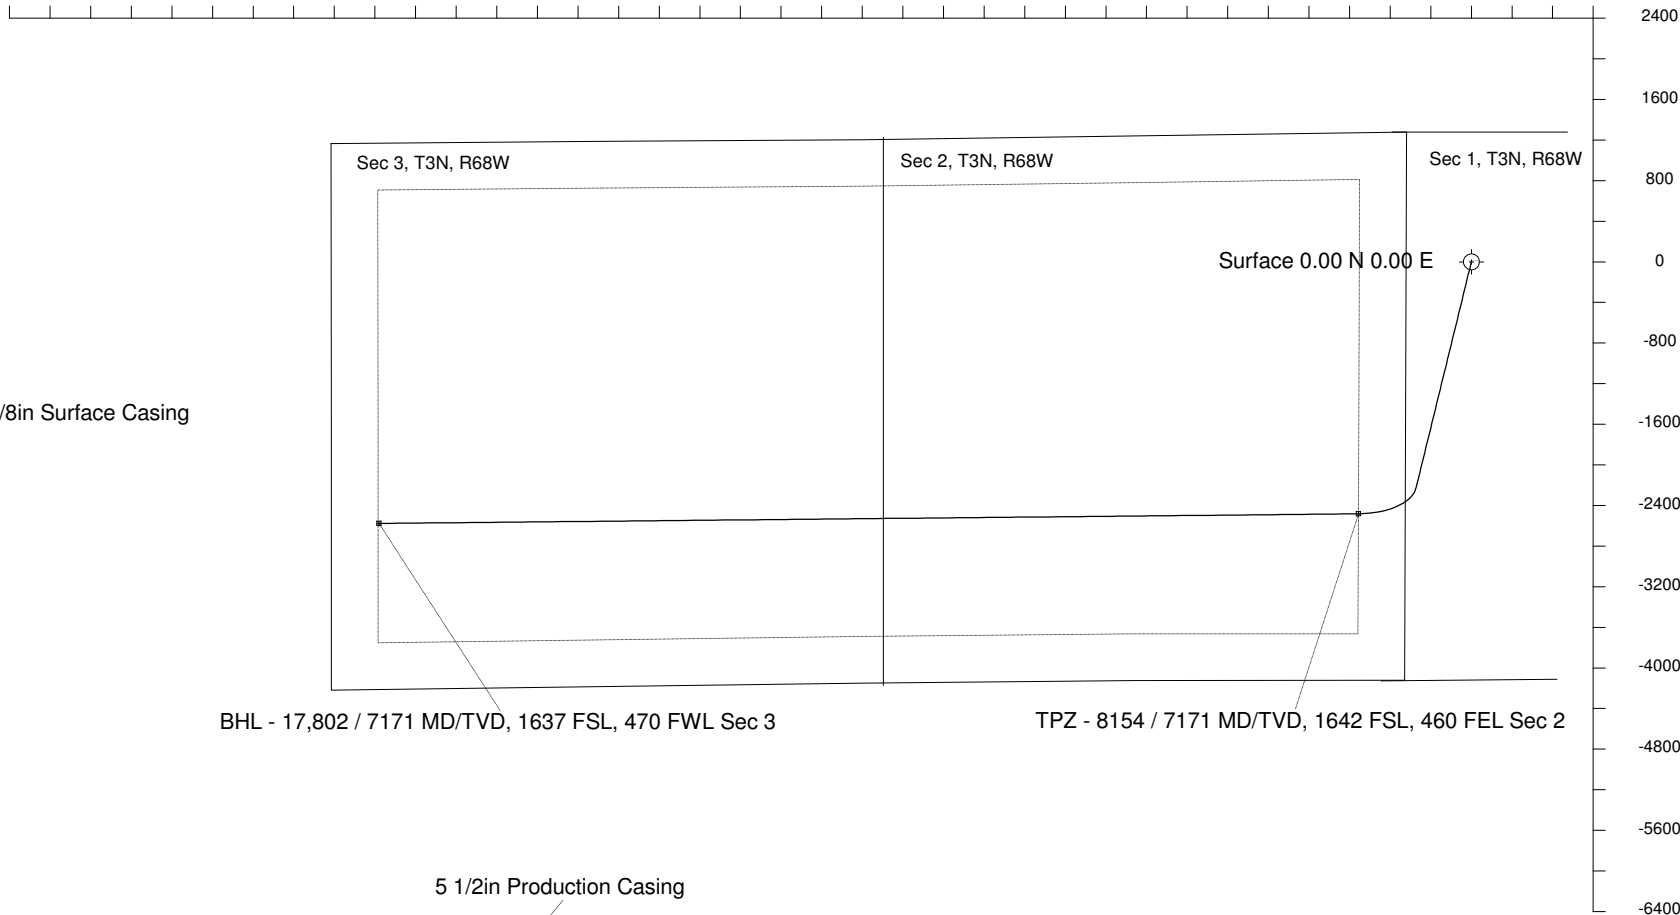 2400
1600
Sec 3, T3N, R68W
Sec 2, T3N, R68W
Sec 1, T3N, R68W
800
Surface 0.00 N 0.00 E
0
-800
/8in Surface Casing
-1600
-2400
-3200
-4000
BHL - 17,802 / 7171 MD/TVD, 1637 FSL, 470 FWL Sec 3
TPZ - 8154 / 7171 MD/TVD, 1642 FSL, 460 FEL Sec 2
-4800
-5600
5 1/2in Production Casing
-6400